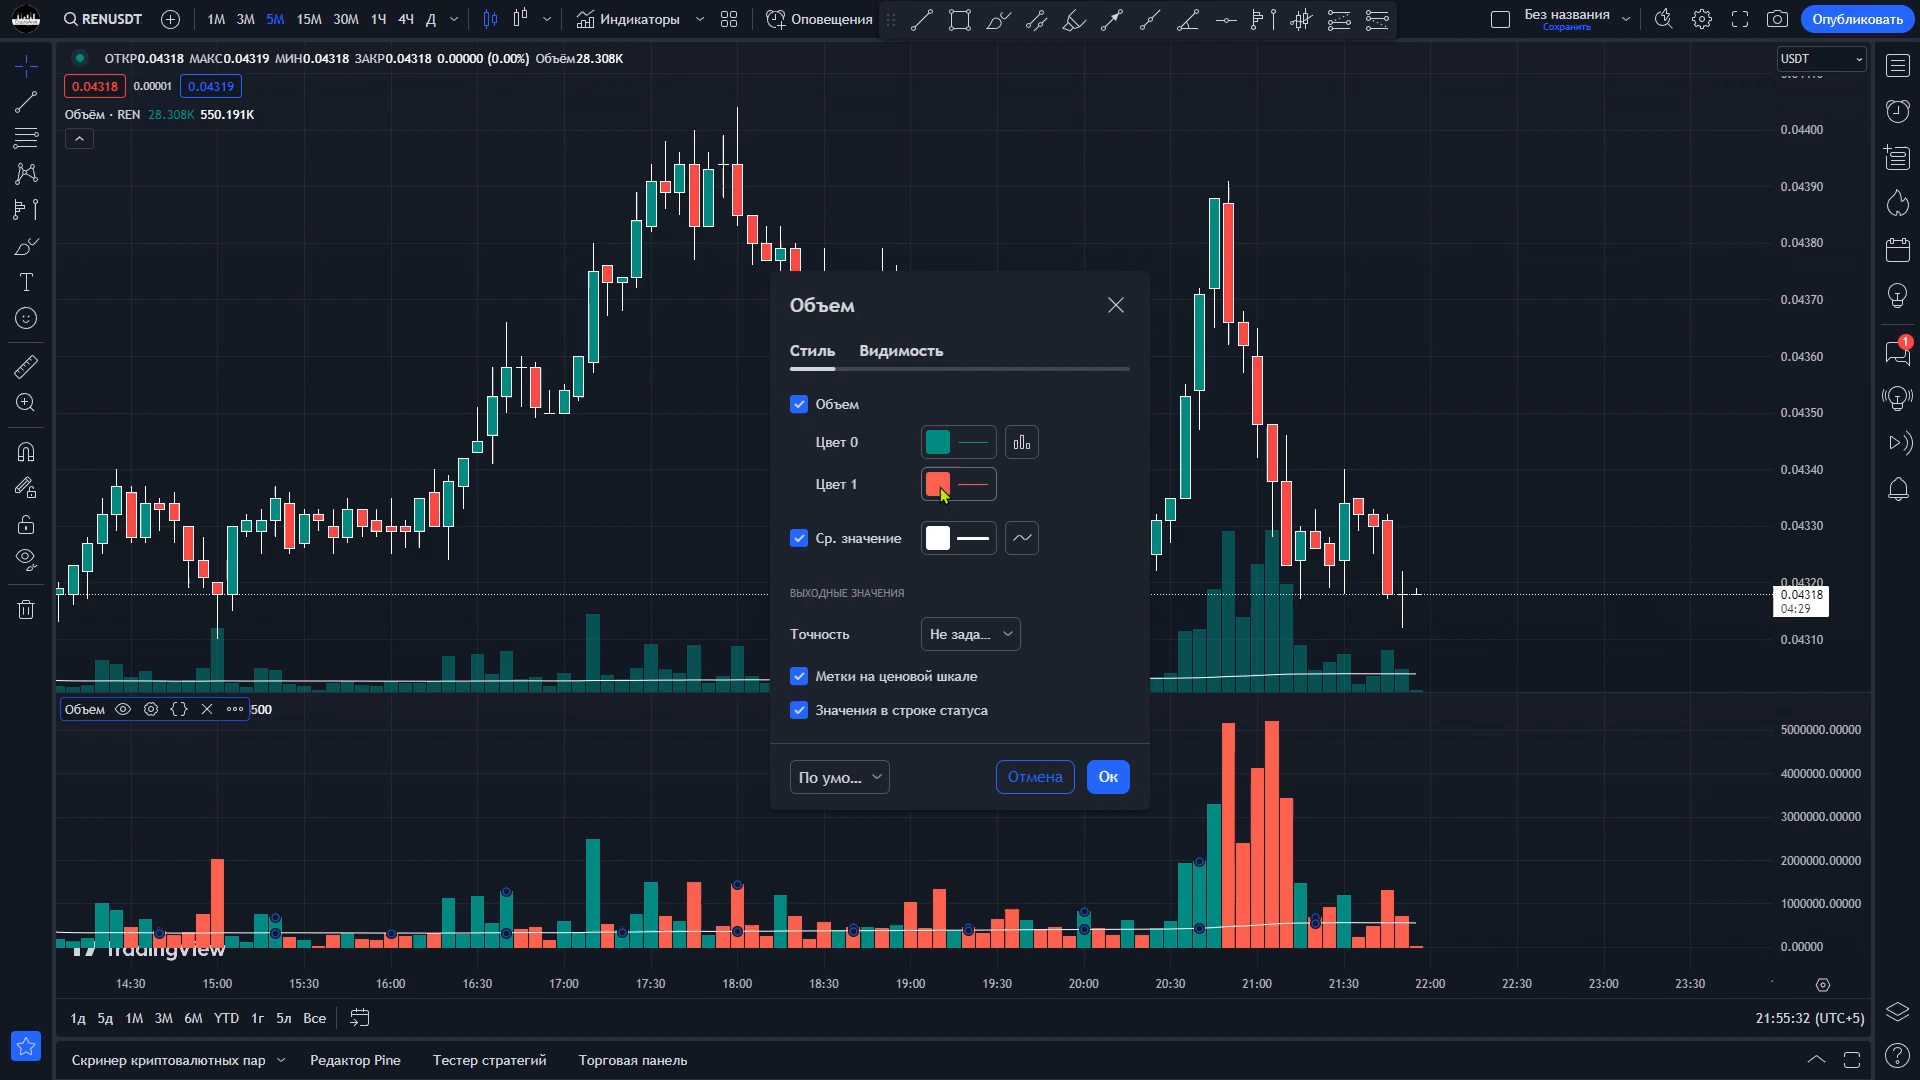 RENUSDT
1М 3М 5М 15М 30М 1Ч 4Ч Д
Индикаторы
Оповещения
Без названия
Сохранить
Опубликовать
ОТКР0.04318 МАКС0.04319 МИН0.04318 ЗАКР0.04318 0.00000 (0.00%) Объём28.308K
USDT
0.04318 0.00001 0.04319
Объём · REN 28.308K 550.191K
0.04400
0.04390
0.04380
0.04370
0.04360
0.04350
0.04340
0.04330
0.04320
0.04318
04:29
0.04310
1
Объем
Стиль Видимость
Объем
Цвет 0
Цвет 1
Ср. значение
ВЫХОДНЫЕ ЗНАЧЕНИЯ
Точность Не зада...
Метки на ценовой шкале
Значения в строке статуса
По умо... Отмена Ок
Объем 500
5000000.00000
4000000.00000
3000000.00000
2000000.00000
1000000.00000
0.00000
TradingView
14:30 15:00 15:30 16:00 16:30 17:00 17:30 18:00 18:30 19:00 19:30 20:00 20:30 21:00 21:30 22:00 22:30 23:00 23:30
1д 5д 1М 3М 6М YTD 1г 5л Все
21:55:32 (UTC+5)
Скринер криптовалютных пар Редактор Pine Тестер стратегий Торговая панель